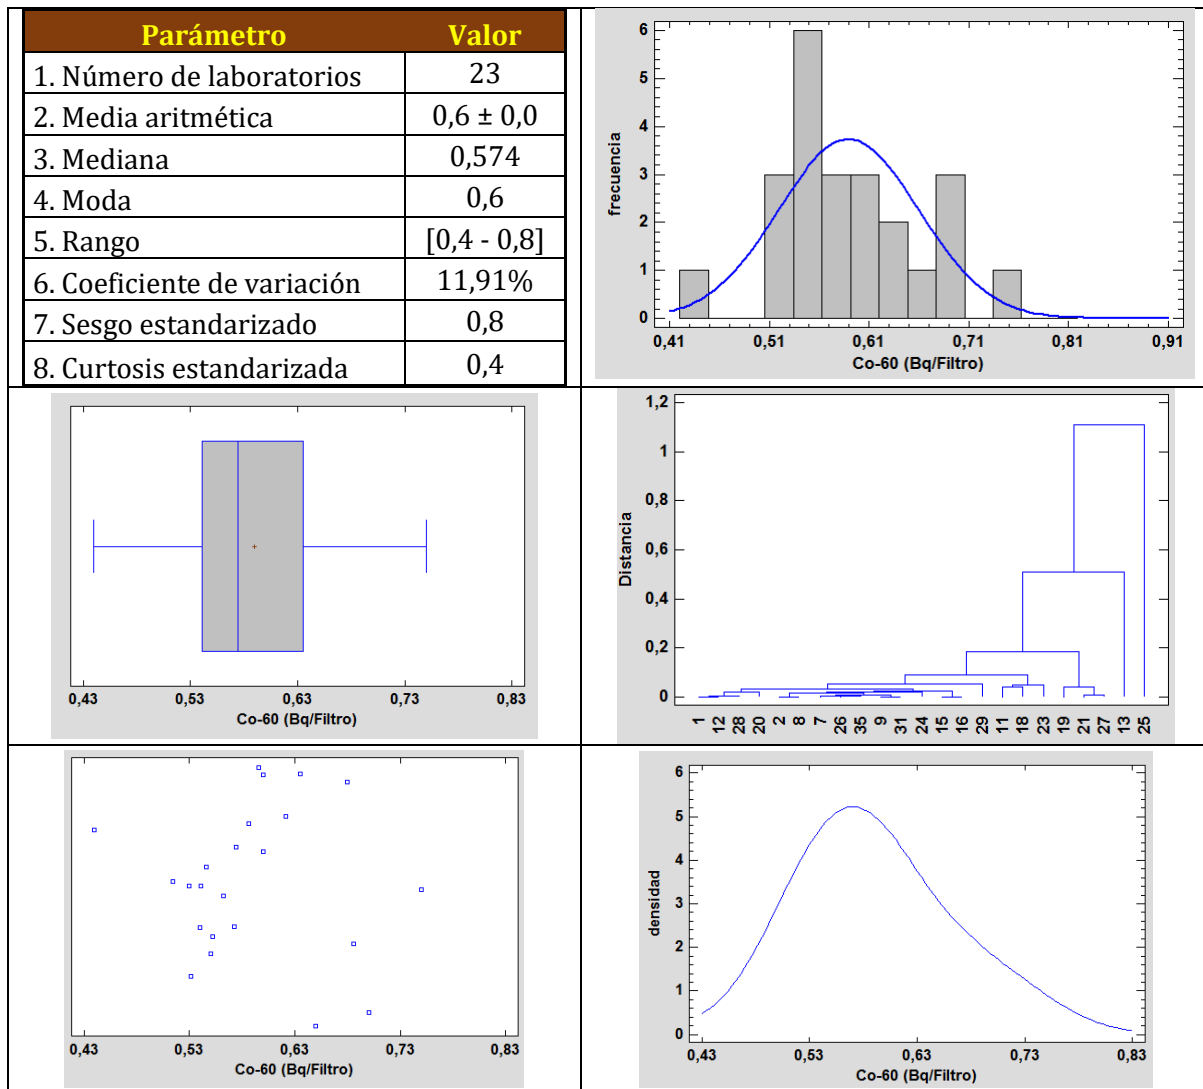 Parámetro Valor
1. Número de laboratorios 23
2. Media aritmética 0,6 ± 0,0
3. Mediana 0,574
4. Moda 0,6
5. Rango [0,4 - 0,8]
6. Coeficiente de variación 11,91%
7. Sesgo estandarizado 0,8
8. Curtosis estandarizada 0,4
frecuencia
6
5
4
3
2
1
0
0,41 0,51 0,61 0,71 0,81 0,91
Co-60 (Bq/Filtro)
0,43 0,53 0,63 0,73 0,83
Co-60 (Bq/Filtro)
Distancia
1,2
1
0,8
0,6
0,4
0,2
0
1 12 28 20 2 8 7 26 35 9 31 24 15 16 29 11 18 23 19 21 27 13 25
0,43 0,53 0,63 0,73 0,83
Co-60 (Bq/Filtro)
densidad
6
5
4
3
2
1
0
0,43 0,53 0,63 0,73 0,83
Co-60 (Bq/Filtro)